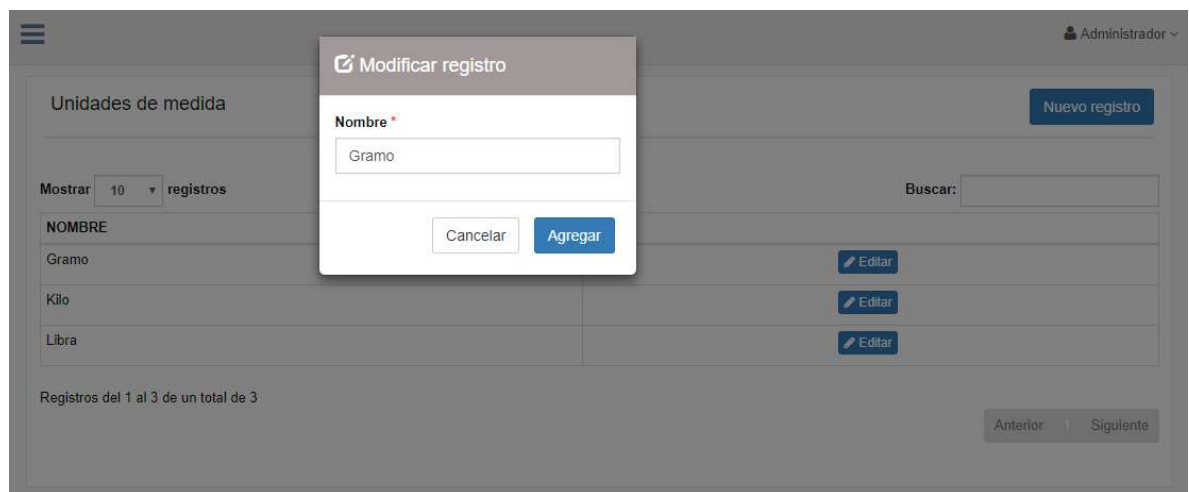 Administrador
Modificar registro
Unidades de medida
Nuevo registro
Nombre *
Gramo
Mostrar 10 registros
Buscar:
NOMBRE
Cancelar
Agregar
Gramo
Editar
Kilo
Editar
Libra
Editar
Registros del 1 al 3 de un total de 3
Anterior 1 Siguiente